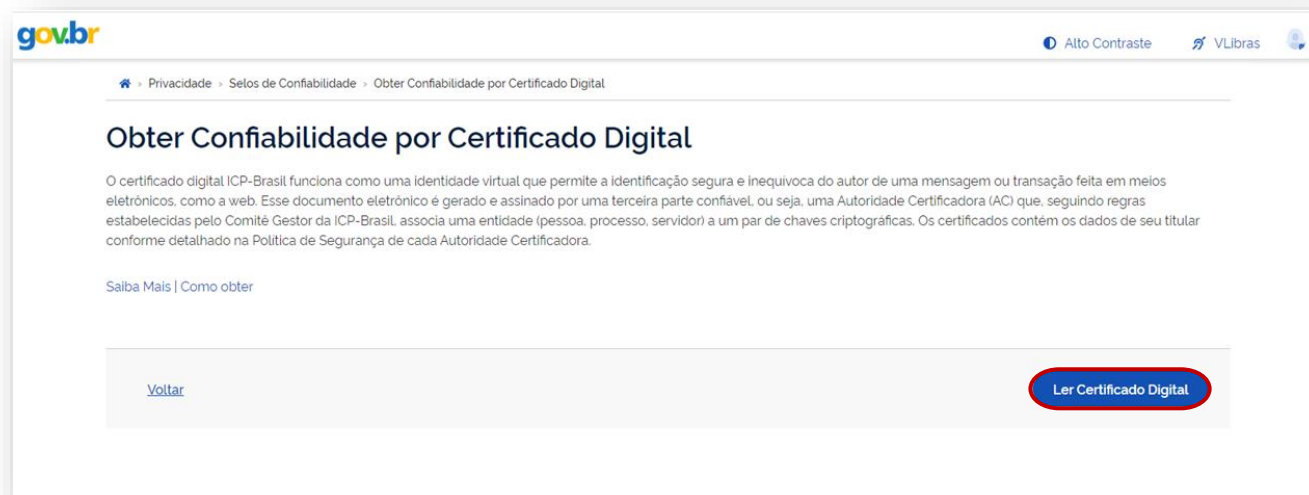 gov.br
Alto Contraste
VLibras
Privacidade > Selos de Confiabilidade > Obter Confiabilidade por Certificado Digital
Obter Confiabilidade por Certificado Digital
O certificado digital ICP-Brasil funciona como uma identidade virtual que permite a identificação segura e inequívoca do autor de uma mensagem ou transação feita em meios
eletrônicos, como a web. Esse documento eletrônico é gerado e assinado por uma terceira parte confiável, ou seja, uma Autoridade Certificadora (AC) que, seguindo regras
estabelecidas pelo Comitê Gestor da ICP-Brasil, associa uma entidade (pessoa, processo, servidor) a um par de chaves criptográficas. Os certificados contém os dados de seu titular
conforme detalhado na Política de Segurança de cada Autoridade Certificadora.
Saiba Mais | Como obter
Voltar
Ler Certificado Digital